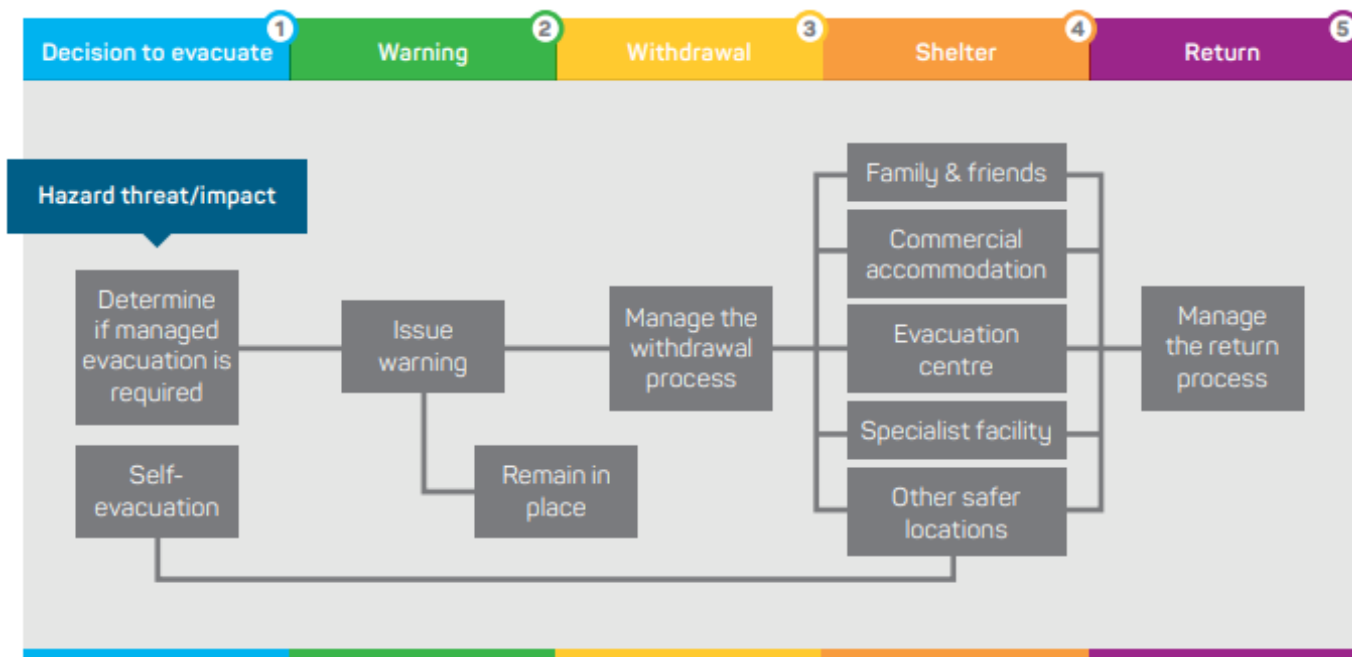 1
2
3
4
5
Decision to evacuate
Warning
Withdrawal
Shelter
Return
Hazard threat/impact
Determine
if managed
evacuation is
required
Self-
evacuation
Issue
warning
Remain in
place
Manage the
withdrawal
process
Family & friends
Commercial
accommodation
Evacuation
centre
Specialist facility
Other safer
locations
Manage
the return
process